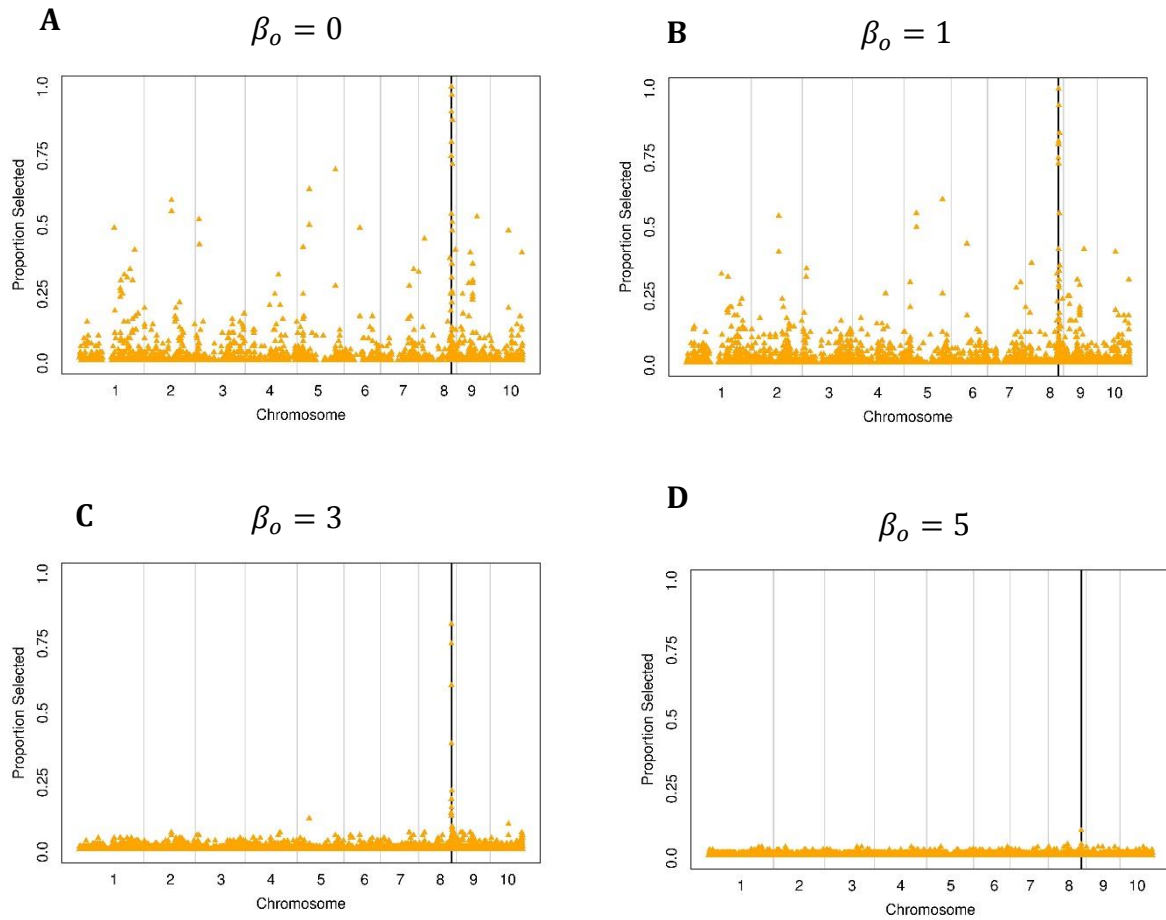 A
β₀ = 0
Proportion Selected
1.0
0.75
0.5
0.25
0.0
1 2 3 4 5 6 7 8 9 10
Chromosome
B
β₀ = 1
Proportion Selected
1.0
0.75
0.5
0.25
0.0
1 2 3 4 5 6 7 8 9 10
Chromosome
C
β₀ = 3
Proportion Selected
1.0
0.75
0.5
0.25
0.0
1 2 3 4 5 6 7 8 9 10
Chromosome
D
β₀ = 5
Proportion Selected
1.0
0.75
0.5
0.25
0.0
1 2 3 4 5 6 7 8 9 10
Chromosome